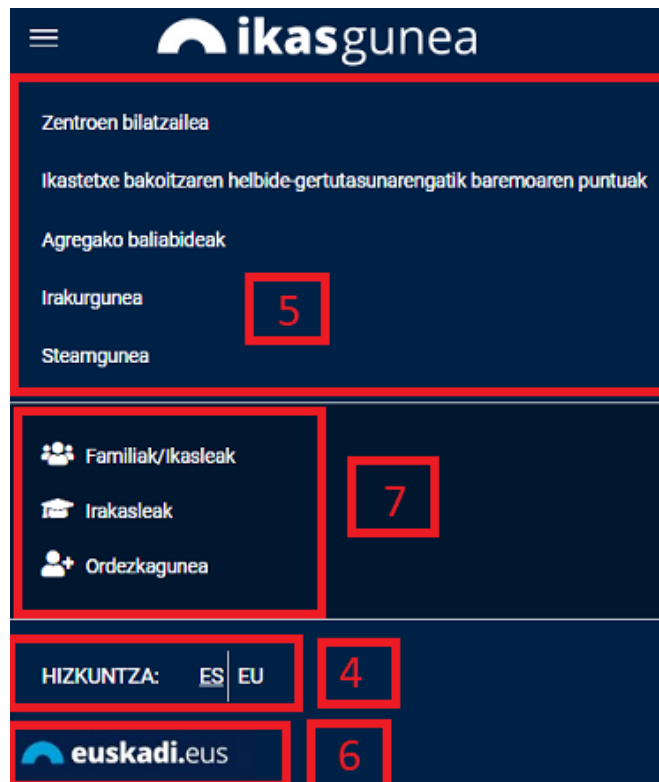 ikasgunea
Zentroen bilatzailea
Ikastetxe bakoitzaren helbide-gertutasunarengatik baremoaren puntuak
Agregako baliabideak
Irakurgunea
5
Steamgunea
Familiak/Ikasleak
7
Irakasleak
Ordezkagunea
HIZKUNTZA: ES EU
4
euskadi.eus
6